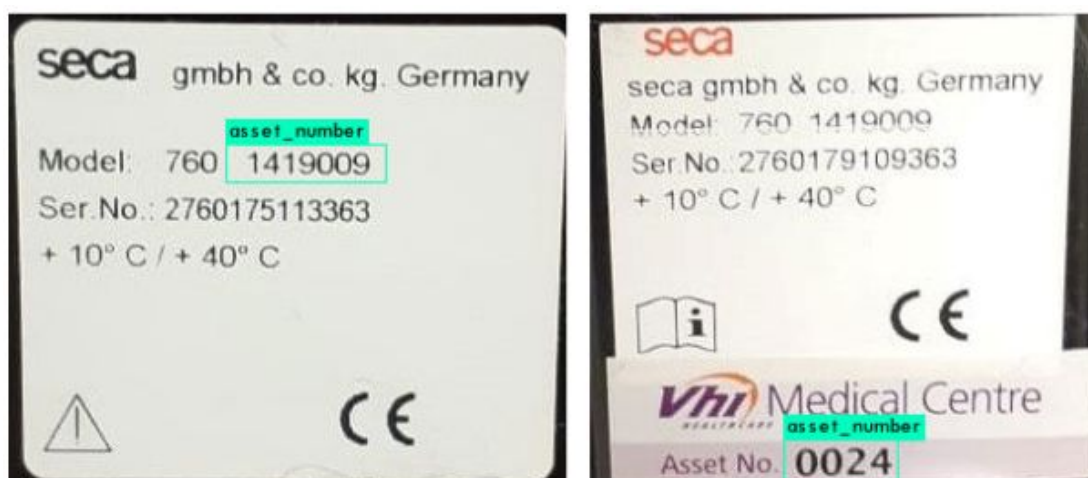 seca gmbh & co. kg. Germany
asset_number
Model: 760 1419009
Ser.No.: 2760175113363
+ 10° C / + 40° C
CE
seca
seca gmbh & co. kg. Germany
Model: 760 1419009
Ser.No.:2760179109363
+ 10° C / + 40° C
i
CE
Vhi Medical Centre
HEALTHCARE
asset_number
Asset No. 0024